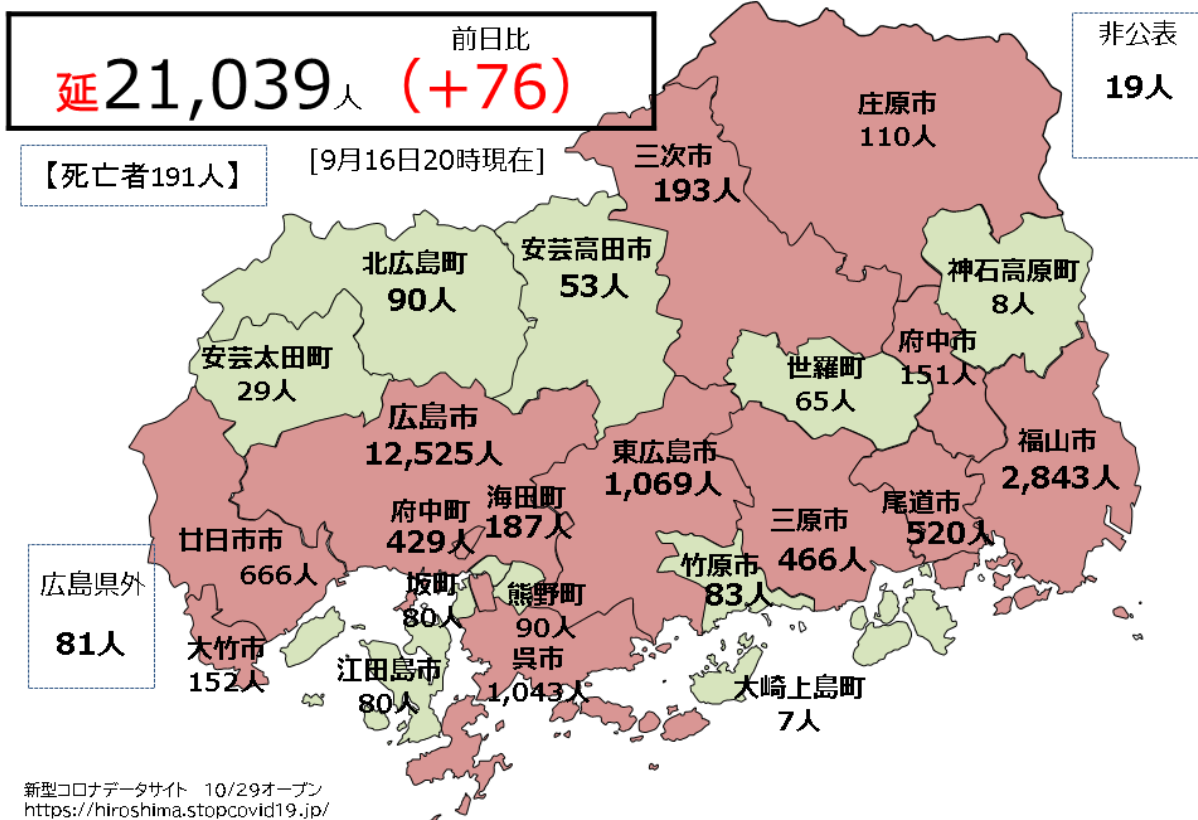 前日比
延21,039人 (+76)
【死亡者191人】
[9月16日20時現在]
非公表
19人
庄原市
110人
三次市
193人
安芸高田市
53人
北広島町
90人
神石高原町
8人
安芸太田町
29人
府中市
151人
世羅町
65人
広島市
12,525人
東広島市
1,069人
福山市
2,843人
海田町
187人
府中町
429人
三原市
466人
尾道市
520人
廿日市市
666人
竹原市
83人
坂町
80人
熊野町
90人
広島県外
81人
大竹市
152人
江田島市
80人
呉市
1,043人
大崎上島町
7人
新型コロナデータサイト 10/29オープン
https://hiroshima.stopcovid19.jp/